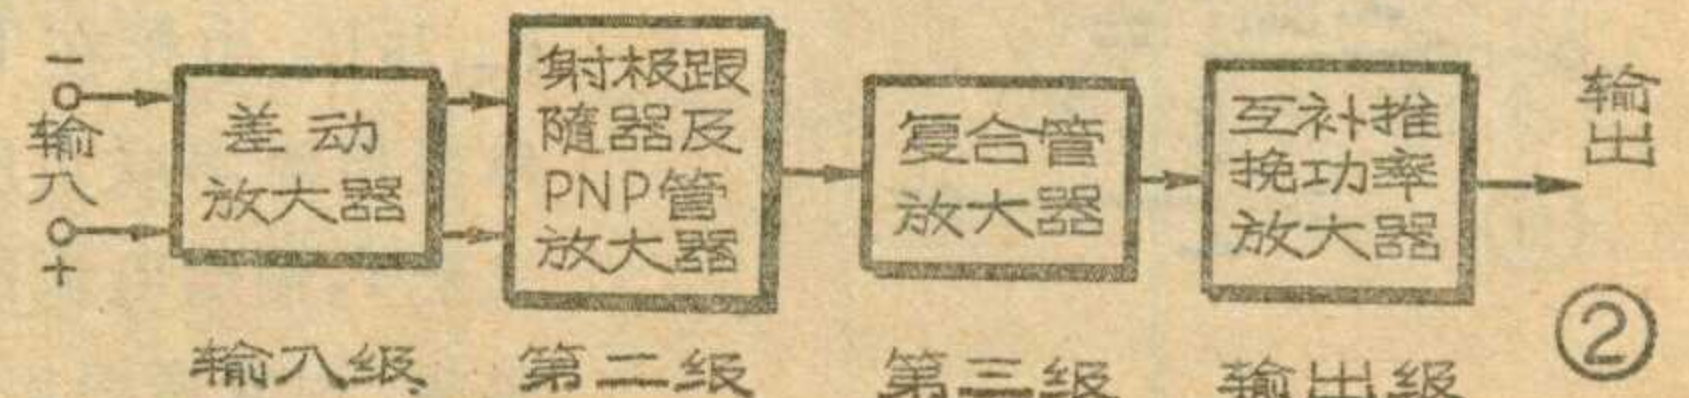 −
输入
+
差动
放大器
射极跟
随器及
PNP管
放大器
复合管
放大器
互补推
挽功率
放大器
输出
输入级
第二级
第三级
输出级
②